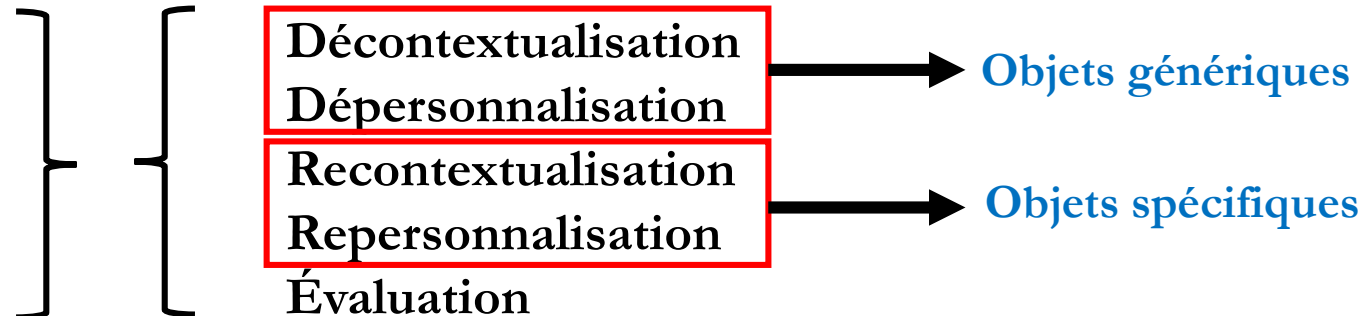 Décontextualisation
Dépersonnalisation
Objets génériques
Recontextualisation
Repersonnalisation
Objets spécifiques
Évaluation